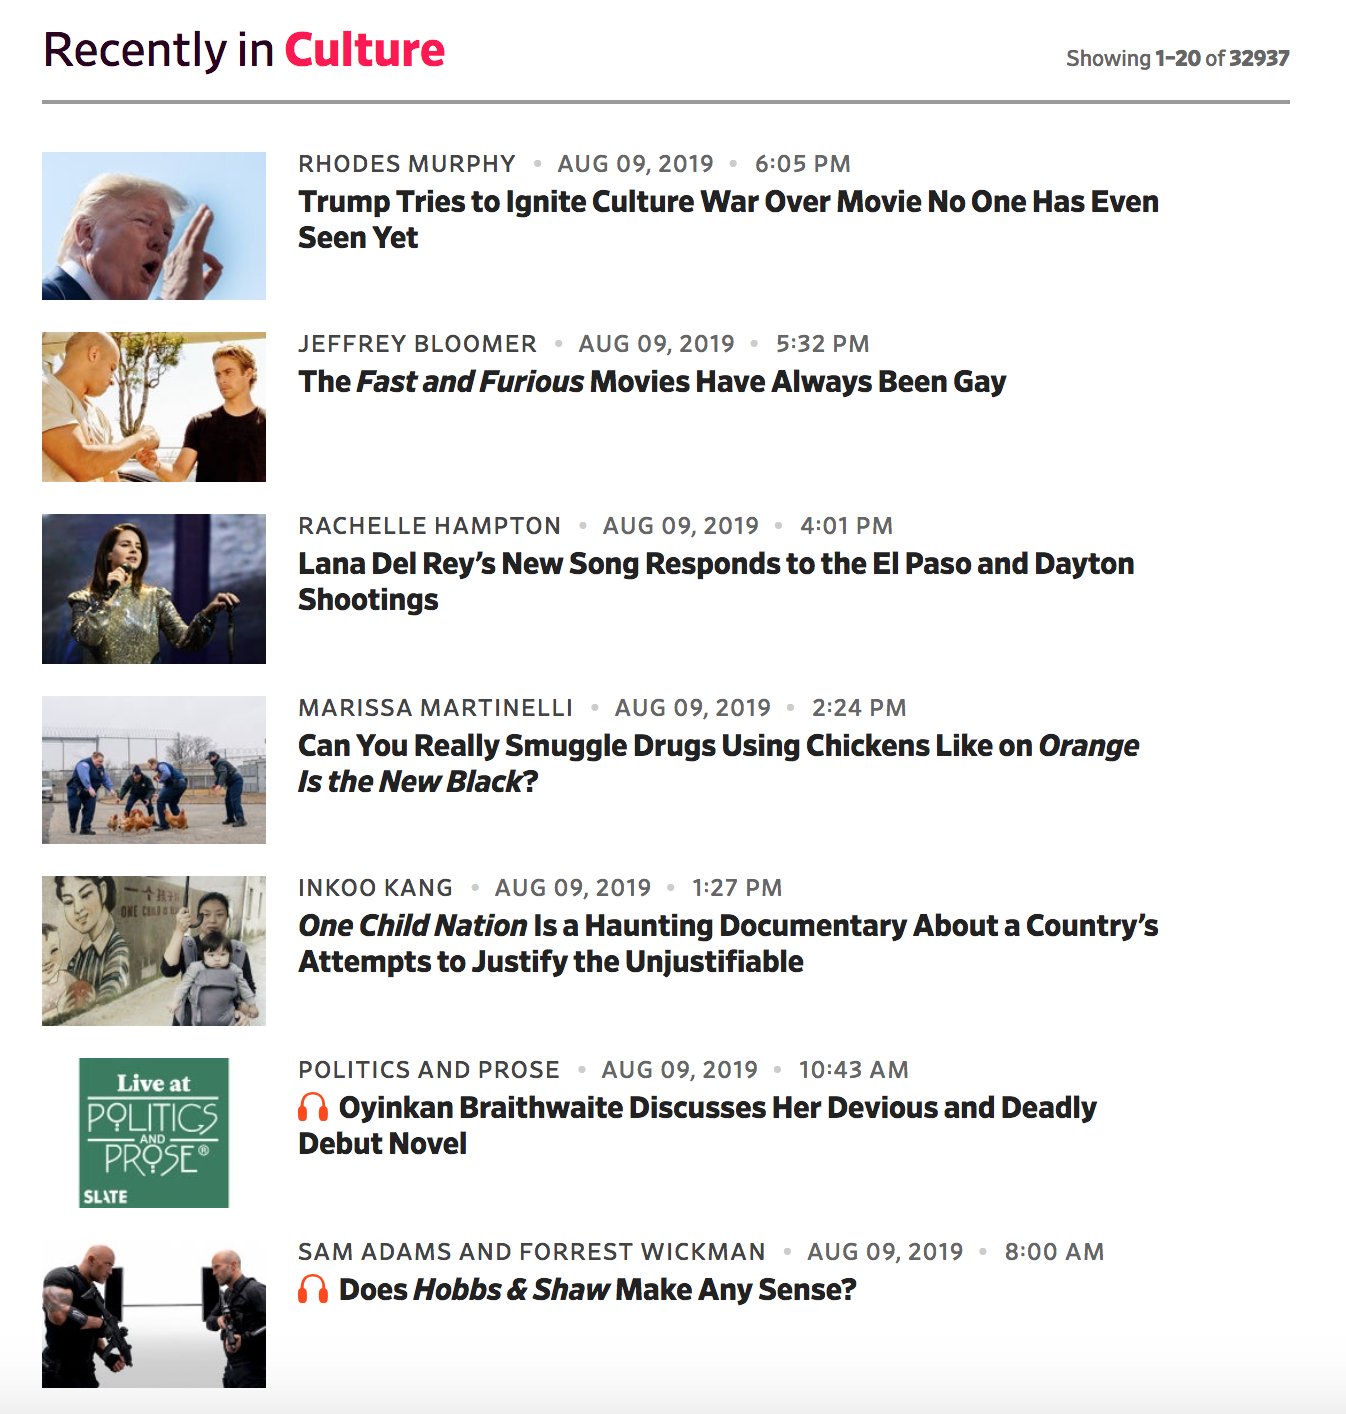 Recently in Culture
Showing 1–20 of 32937
RHODES MURPHY • AUG 09, 2019 • 6:05 PM
Trump Tries to Ignite Culture War Over Movie No One Has Even
Seen Yet
JEFFREY BLOOMER • AUG 09, 2019 • 5:32 PM
The Fast and Furious Movies Have Always Been Gay
RACHELLE HAMPTON • AUG 09, 2019 • 4:01 PM
Lana Del Rey’s New Song Responds to the El Paso and Dayton
Shootings
MARISSA MARTINELLI • AUG 09, 2019 • 2:24 PM
Can You Really Smuggle Drugs Using Chickens Like on Orange
Is the New Black?
ONE CHILD
INKOO KANG • AUG 09, 2019 • 1:27 PM
One Child Nation Is a Haunting Documentary About a Country’s
Attempts to Justify the Unjustifiable
Live at
POLITICS
AND
PROSE®
SLATE
POLITICS AND PROSE • AUG 09, 2019 • 10:43 AM
Oyinkan Braithwaite Discusses Her Devious and Deadly
Debut Novel
SAM ADAMS AND FORREST WICKMAN • AUG 09, 2019 • 8:00 AM
Does Hobbs & Shaw Make Any Sense?